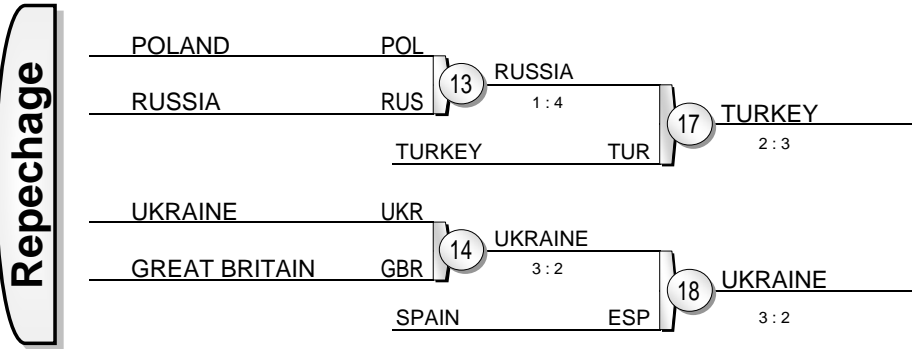 Repechage
POLAND POL
13 RUSSIA
RUSSIA RUS 1 : 4
17 TURKEY
TURKEY TUR 2 : 3
UKRAINE UKR
14 UKRAINE
GREAT BRITAIN GBR 3 : 2
18 UKRAINE
SPAIN ESP 3 : 2